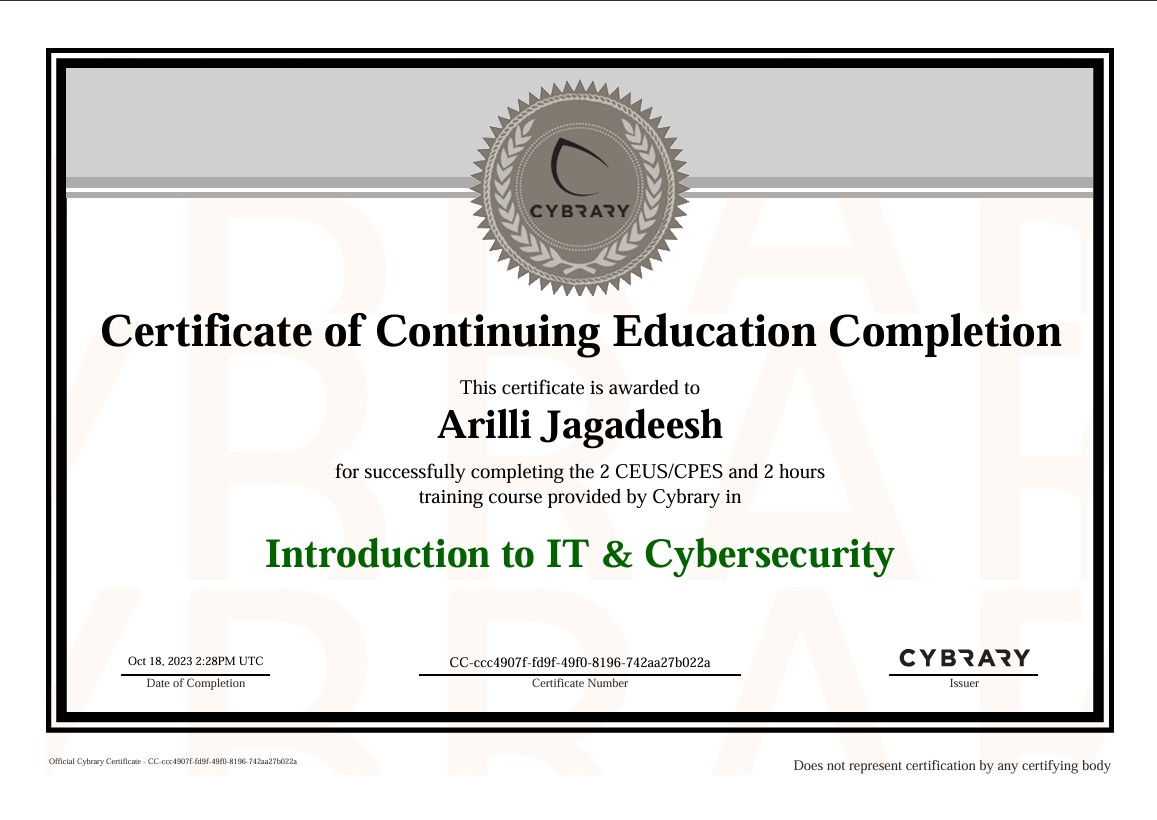 CYBRARY
Certificate of Continuing Education Completion
This certificate is awarded to
Arilli Jagadeesh
for successfully completing the 2 CEUS/CPES and 2 hours
training course provided by Cybrary in
Introduction to IT & Cybersecurity
Oct 18, 2023 2:28PM UTC
Date of Completion
CC-ccc4907f-fd9f-49f0-8196-742aa27b022a
Certificate Number
CYBRARY
Issuer
Official Cybrary Certificate - CC-ccc4907f-fd9f-49f0-8196-742aa27b022a
Does not represent certification by any certifying body